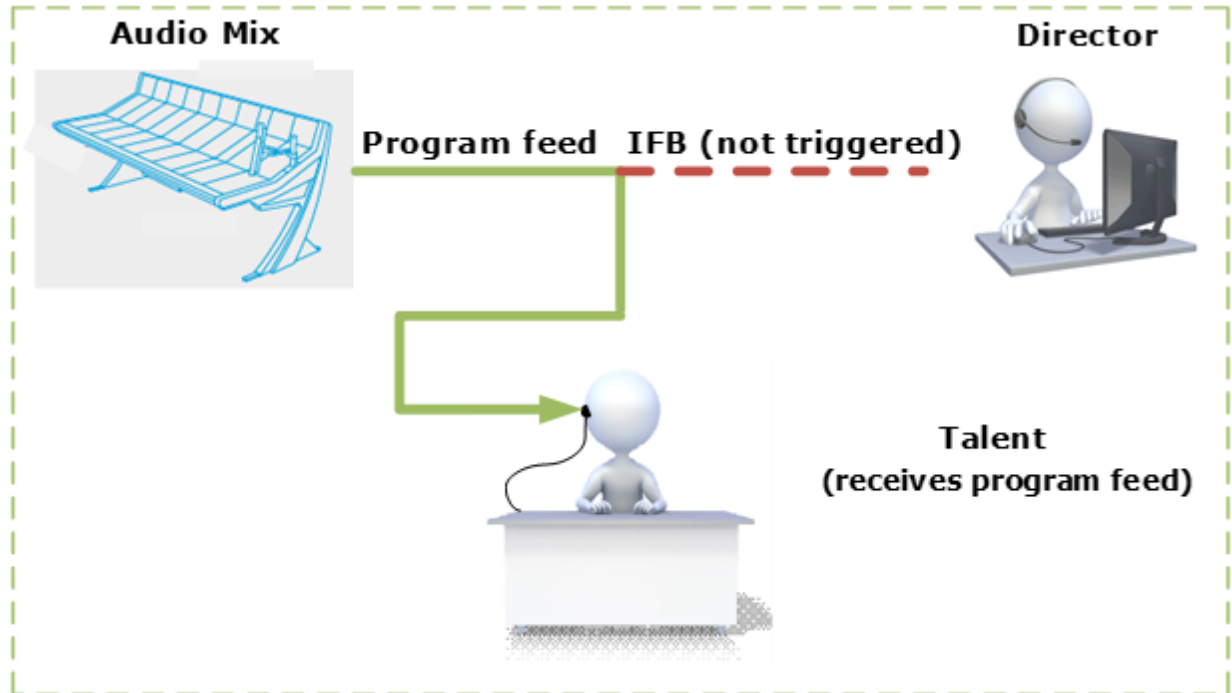 Audio Mix
Director
Program feed
IFB (not triggered)
Talent
(receives program feed)